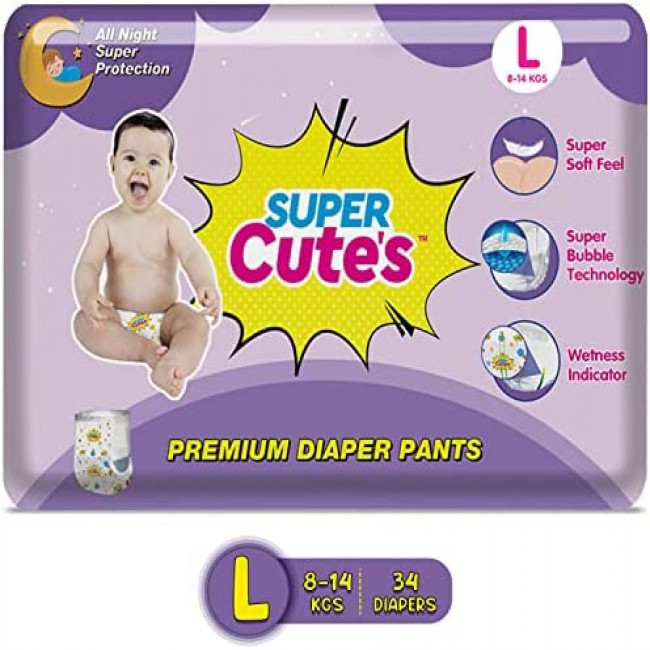 All Night
Super
Protection
L
8-14 KGS
SUPER
Cute's™
Super
Soft Feel
Super
Bubble
Technology
Wetness
Indicator
PREMIUM DIAPER PANTS
L
8-14
KGS
34
DIAPERS